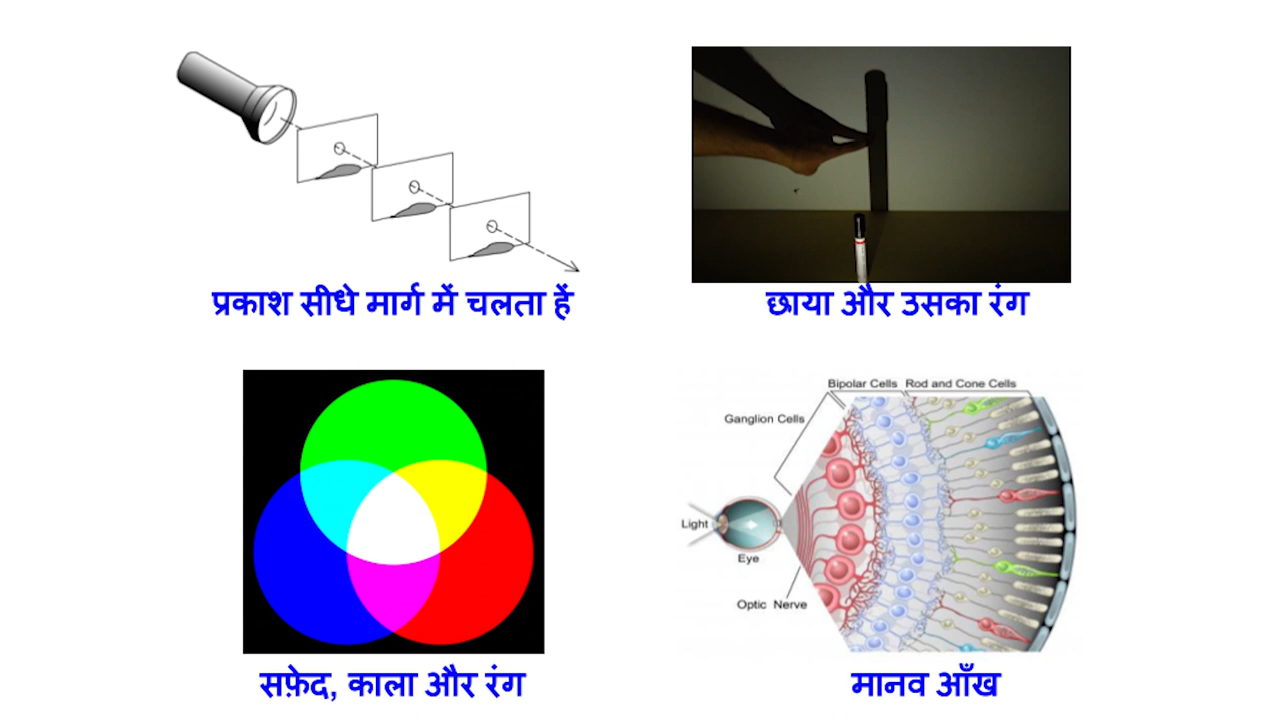 प्रकाश सीधे मार्ग में चलता हें
छाया और उसका रंग
Bipolar Cells Rod and Cone Cells
Ganglion Cells
Light
Eye
Optic Nerve
सफ़ेद, काला और रंग
मानव आँख